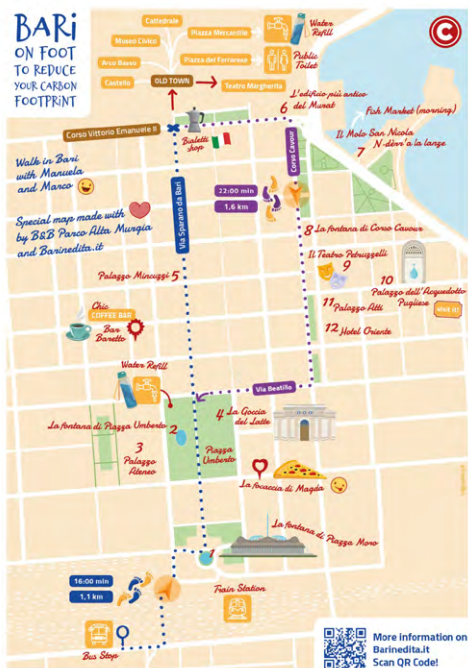 BARi
ON FOOT
TO REDUCE
YOUR CARBON
FOOTPRINT
Cattedrale
Museo Civico
Arco Basso
Castello
OLD TOWN
Piazza Mercantile
Piazza del Ferrarese
Teatro Margherita
Water
Refill
Public
Toilet
C
Corso Vittorio Emanuele II
Bialetti
shop
6 L'edificio più antico
del Murat
Fish Market (morning)
Il Molo San Nicola
7 N-dèrr'a la lanze
Walk in Bari
with Manuela
and Marco
Special map made with
by B&B Parco Alta Murgia
and Barinedita.it
Via Sparano da Bari
Corso Cavour
22:00 min
1,6 km
8 La fontana di Corso Cavour
Il Teatro Petruzzelli
9
10
Palazzo dell'Acquedotto
Pugliese
visit it!
11 Palazzo Atti
12 Hotel Oriente
Palazzo Mincuzzi 5
Chic
COFFEE BAR
Bar
Baretto
Water Refill
Via Beatillo
La fontana di Piazza Umberto 2
3
Palazzo
Ateneo
4 La Goccia
del Latte
Piazza
Umberto
La focaccia di Magda
La fontana di Piazza Moro
1
16:00 min
1,1 km
Train Station
Bus Stop
More information on
Barinedita.it
Scan QR Code!